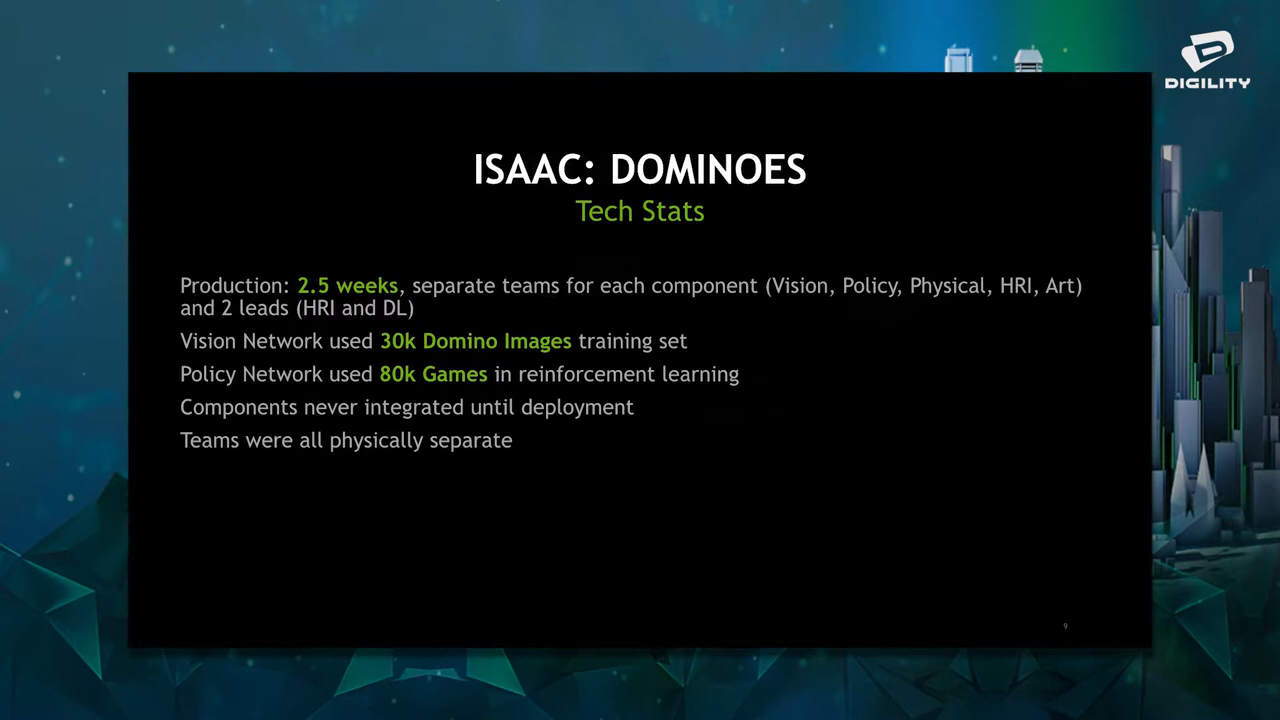 DIGILITY
ISAAC: DOMINOES
Tech Stats
Production: 2.5 weeks, separate teams for each component (Vision, Policy, Physical, HRI, Art)
and 2 leads (HRI and DL)
Vision Network used 30k Domino Images training set
Policy Network used 80k Games in reinforcement learning
Components never integrated until deployment
Teams were all physically separate
9